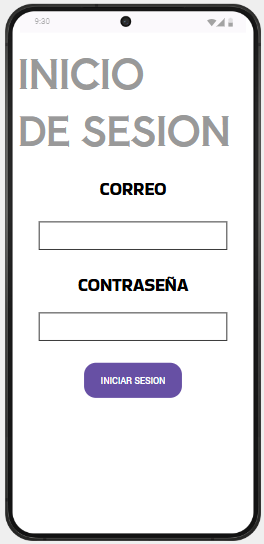 9:30
INICIO
DE SESION
CORREO
CONTRASEÑA
INICIAR SESION